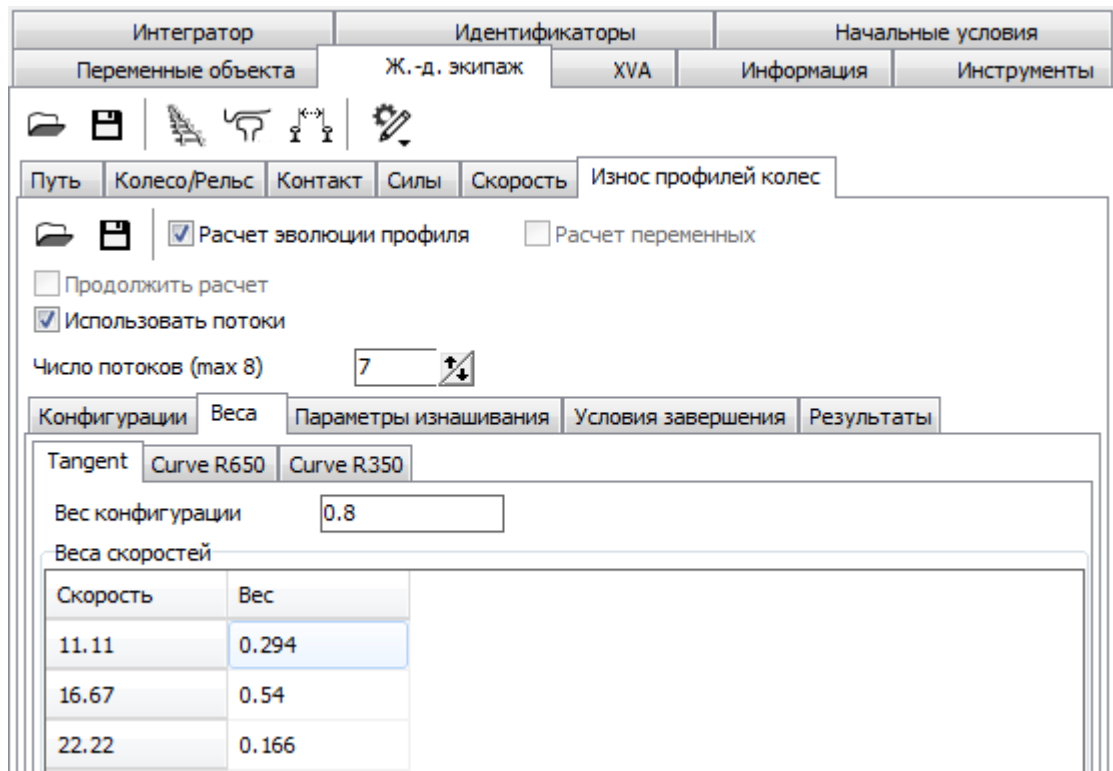 Интегратор Идентификаторы Начальные условия
Переменные объекта Ж.-д. экипаж XVA Информация Инструменты
Путь Колесо/Рельс Контакт Силы Скорость Износ профилей колес
Расчет эволюции профиля Расчет переменных
Продолжить расчет
Использовать потоки
Число потоков (max 8) 7
Конфигурации Веса Параметры изнашивания Условия завершения Результаты
Tangent Curve R650 Curve R350
Вес конфигурации 0.8
Веса скоростей
Скорость Вес
11.11 0.294
16.67 0.54
22.22 0.166